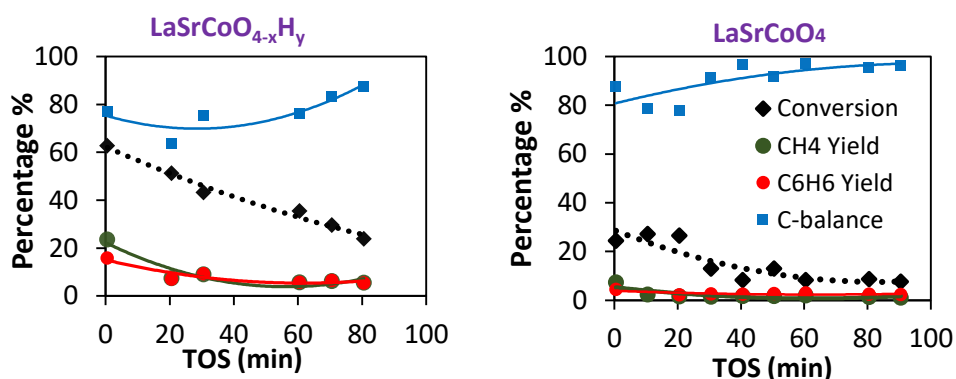 LaSrCoO4-xHy
Percentage %
100
80
60
40
20
0
0 20 40 60 80 100
TOS (min)
LaSrCoO4
Percentage %
100
80
60
40
20
0
0 20 40 60 80 100
TOS (min)
Conversion
CH4 Yield
C6H6 Yield
C-balance